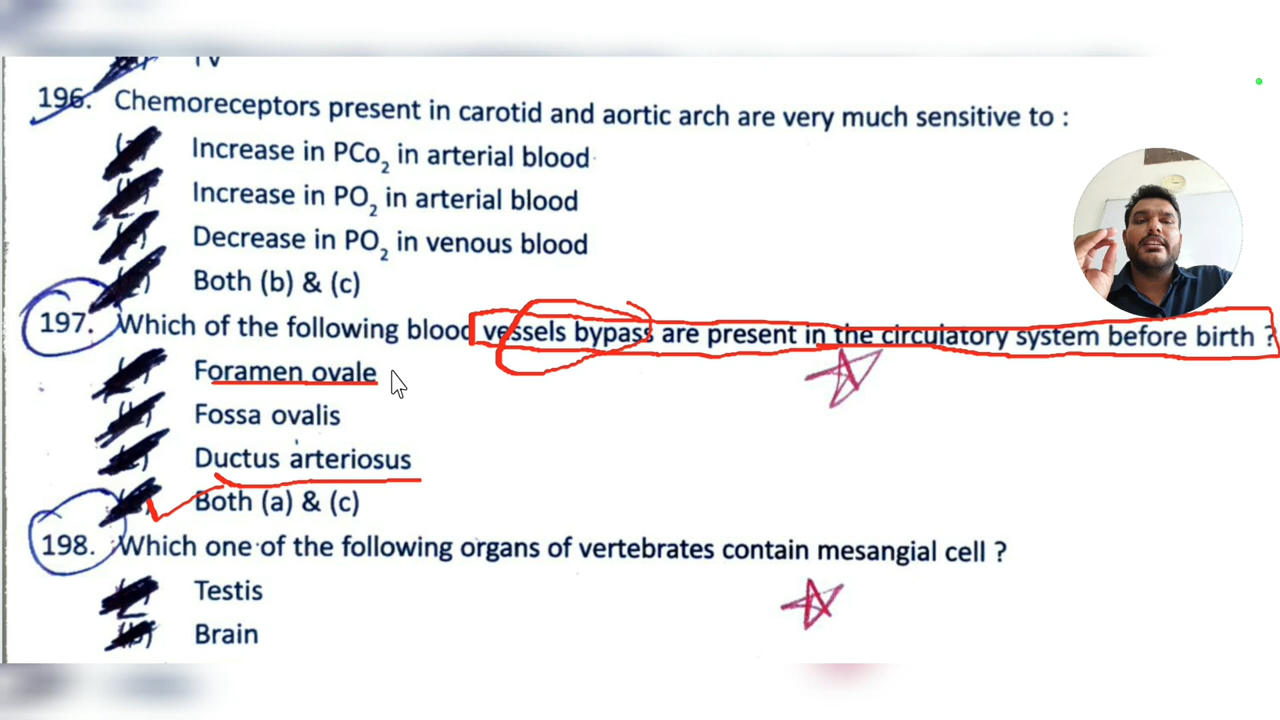 196. Chemoreceptors present in carotid and aortic arch are very much sensitive to :
Increase in PCo₂ in arterial blood
Increase in PO₂ in arterial blood
Decrease in PO₂ in venous blood
Both (b) & (c)
197. Which of the following blood vessels bypass are present in the circulatory system before birth ?
Foramen ovale
Fossa ovalis
Ductus arteriosus
Both (a) & (c)
198. Which one of the following organs of vertebrates contain mesangial cell ?
Testis
Brain